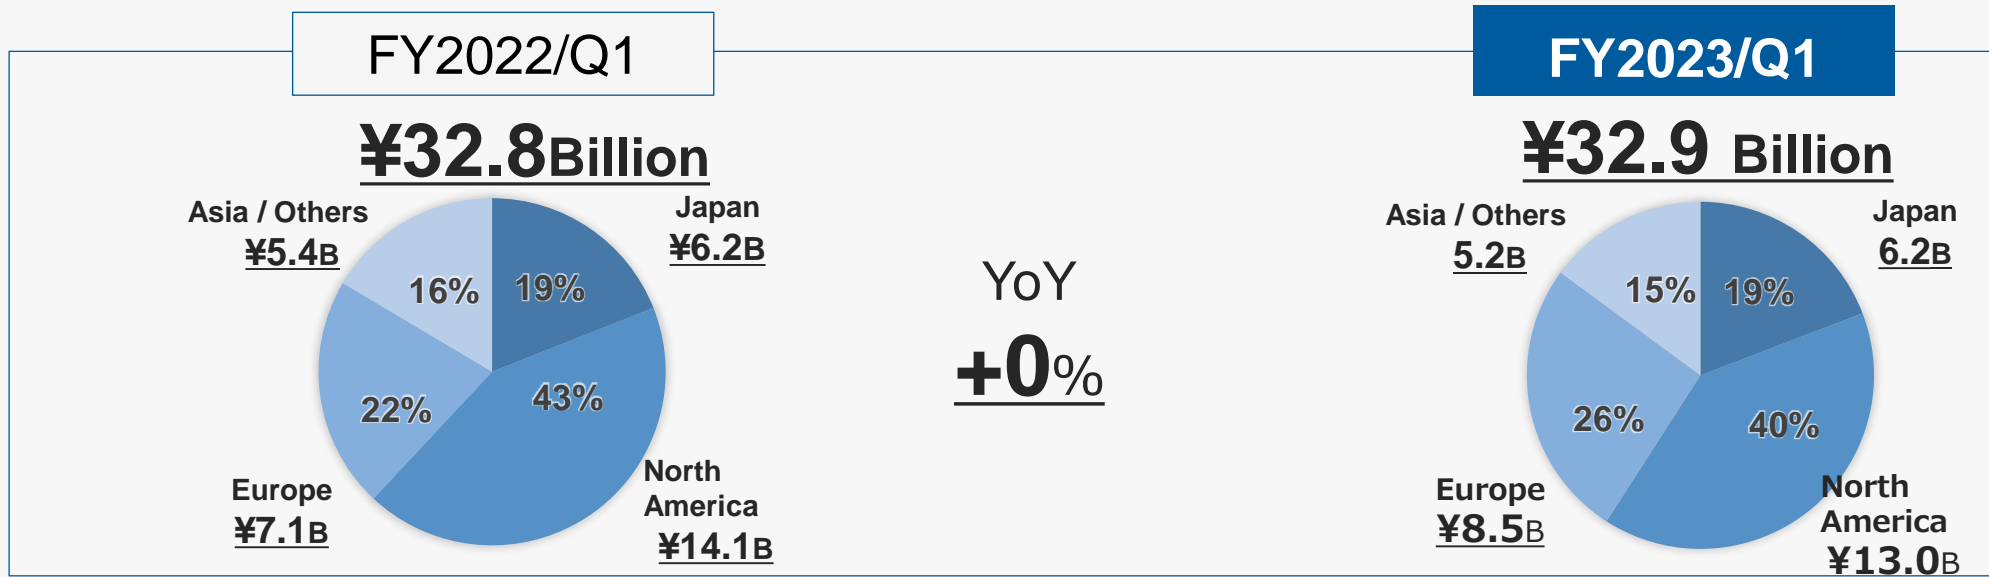 FY2022/Q1
¥32.8Billion
Asia / Others
¥5.4B
Japan
¥6.2B
16%
19%
22%
43%
Europe
¥7.1B
North
America
¥14.1B
YoY
+0%
FY2023/Q1
¥32.9 Billion
Asia / Others
5.2B
Japan
6.2B
15%
19%
26%
40%
Europe
¥8.5B
North
America
¥13.0B